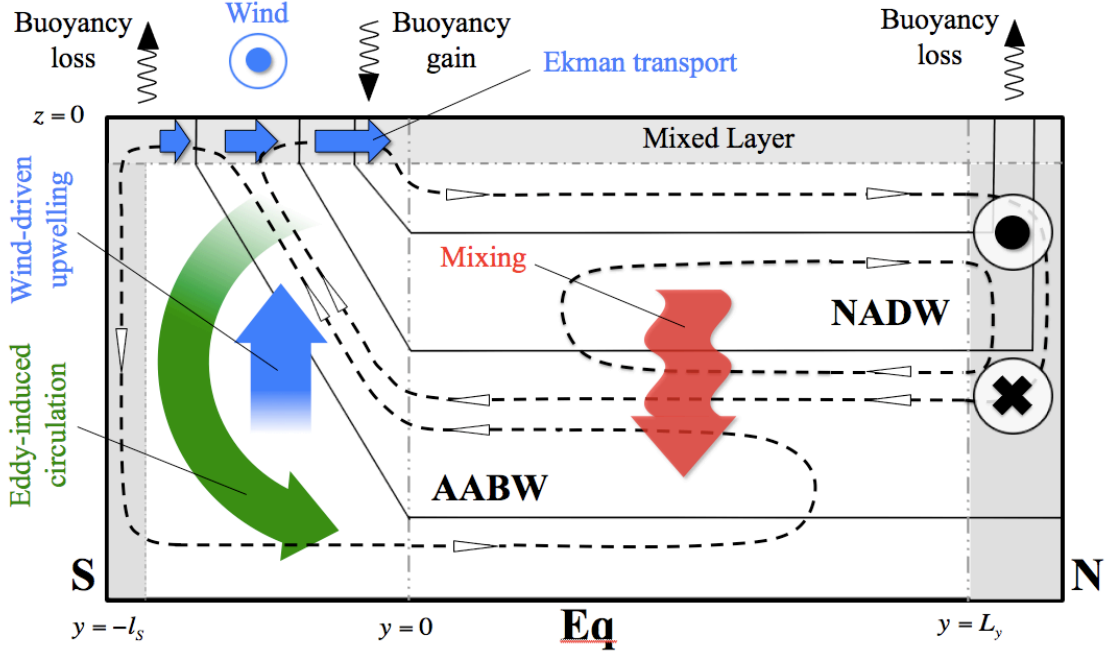 Wind
Buoyancy
loss
Buoyancy
gain
Buoyancy
loss
Ekman transport
z = 0
Mixed Layer
Wind-driven
upwelling
Mixing
NADW
Eddy-induced
circulation
AABW
S
N
y = -l_S
y = 0
Eq
y = L_y